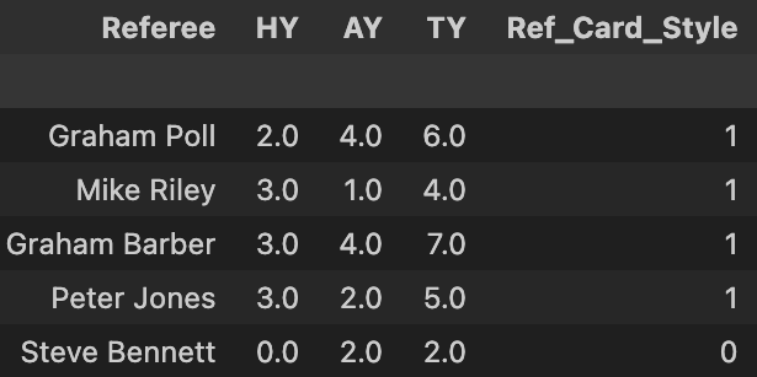 Referee HY AY TY Ref_Card_Style
Graham Poll 2.0 4.0 6.0 1
Mike Riley 3.0 1.0 4.0 1
Graham Barber 3.0 4.0 7.0 1
Peter Jones 3.0 2.0 5.0 1
Steve Bennett 0.0 2.0 2.0 0